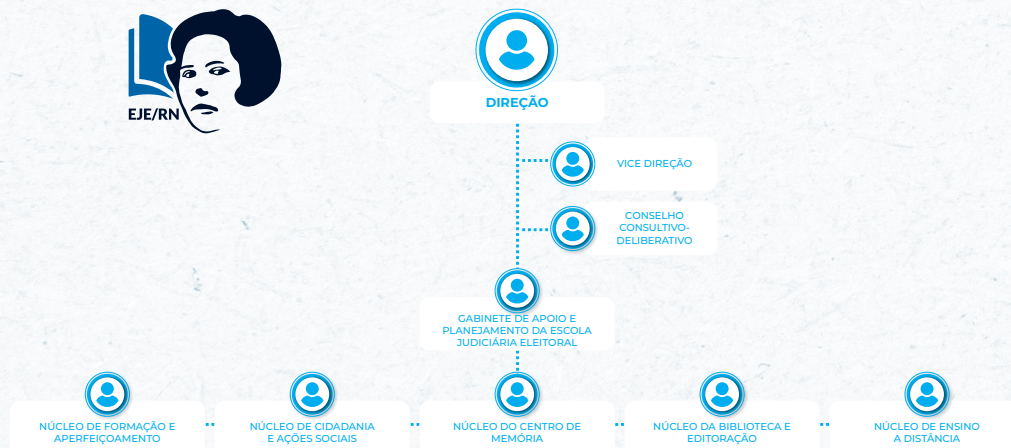 EJE/RN
DIREÇÃO
VICE DIREÇÃO
CONSELHO
CONSULTIVO-
DELIBERATIVO
GABINETE DE APOIO E
PLANEJAMENTO DA ESCOLA
JUDICIÁRIA ELEITORAL
NÚCLEO DE FORMAÇÃO E
APERFEIÇOAMENTO
NÚCLEO DE CIDADANIA
E AÇÕES SOCIAIS
NÚCLEO DO CENTRO DE
MEMÓRIA
NÚCLEO DA BIBLIOTECA E
EDITORAÇÃO
NÚCLEO DE ENSINO
A DISTÂNCIA